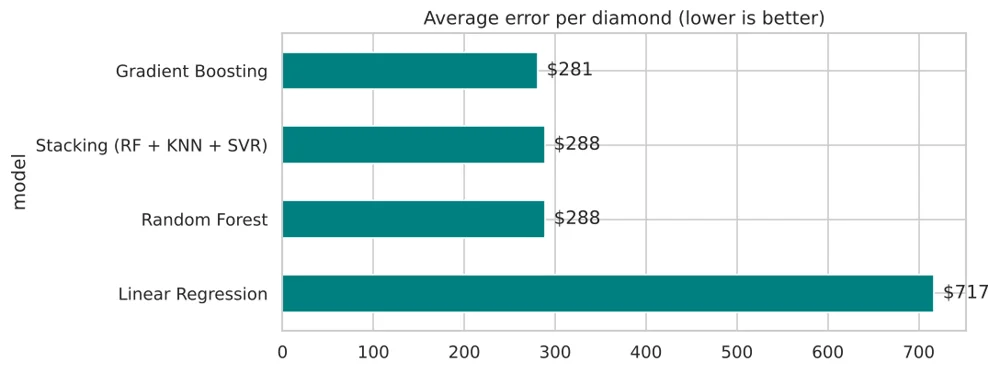 Average error per diamond (lower is better)
Gradient Boosting
$281
Stacking (RF + KNN + SVR)
$288
Random Forest
$288
Linear Regression
$717
model
0 100 200 300 400 500 600 700